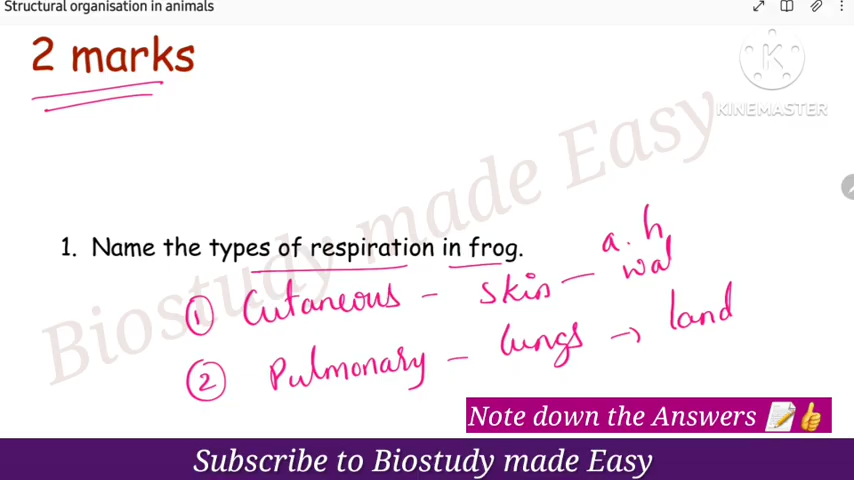 Structural organisation in animals
2 marks
KINEMASTER
Biostudy made Easy
1. Name the types of respiration in frog.
a. h
① Cutaneous - skin - wal
② Pulmonary - lungs → land
Note down the Answers
Subscribe to Biostudy made Easy